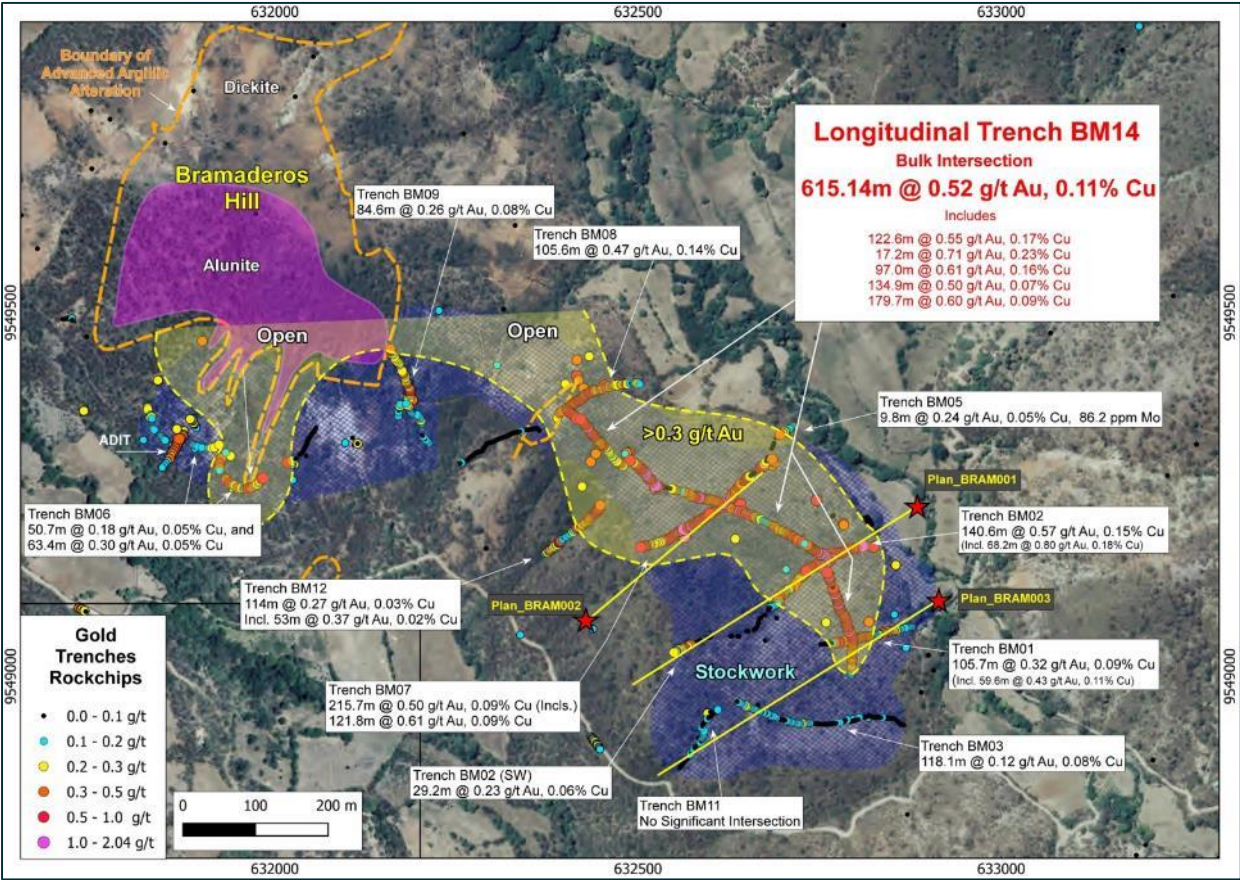 632000
632500
633000
Boundary of
Advanced Argillic
Alteration
Dickite
Bramaderos
Hill
Alunite
Open
Open
Trench BM09
84.6m @ 0.26 g/t Au, 0.08% Cu
Trench BM08
105.6m @ 0.47 g/t Au, 0.14% Cu
Longitudinal Trench BM14
Bulk Intersection
615.14m @ 0.52 g/t Au, 0.11% Cu
Includes
122.6m @ 0.55 g/t Au, 0.17% Cu
17.2m @ 0.71 g/t Au, 0.23% Cu
97.0m @ 0.61 g/t Au, 0.16% Cu
134.9m @ 0.50 g/t Au, 0.07% Cu
179.7m @ 0.60 g/t Au, 0.09% Cu
9549500
9549500
Trench BM05
9.8m @ 0.24 g/t Au, 0.05% Cu, 86.2 ppm Mo
>0.3 g/t Au
ADIT
Plan_BRAM001
Trench BM06
50.7m @ 0.18 g/t Au, 0.05% Cu, and
63.4m @ 0.30 g/t Au, 0.05% Cu
Trench BM02
140.6m @ 0.57 g/t Au, 0.15% Cu
(Incl. 68.2m @ 0.80 g/t Au, 0.18% Cu)
Trench BM12
114m @ 0.27 g/t Au, 0.03% Cu
Incl. 53m @ 0.37 g/t Au, 0.02% Cu
Plan_BRAM002
Plan_BRAM003
Stockwork
Trench BM01
105.7m @ 0.32 g/t Au, 0.09% Cu
(Incl. 59.6m @ 0.43 g/t Au, 0.11% Cu)
9549000
9549000
Trench BM07
215.7m @ 0.50 g/t Au, 0.09% Cu (Incls.)
121.8m @ 0.61 g/t Au, 0.09% Cu
Trench BM03
118.1m @ 0.12 g/t Au, 0.08% Cu
Trench BM02 (SW)
29.2m @ 0.23 g/t Au, 0.06% Cu
Trench BM11
No Significant Intersection
Gold
Trenches
Rockchips
0.0 - 0.1 g/t
0.1 - 0.2 g/t
0.2 - 0.3 g/t
0.3 - 0.5 g/t
0.5 - 1.0 g/t
1.0 - 2.04 g/t
0 100 200 m
632000
632500
633000